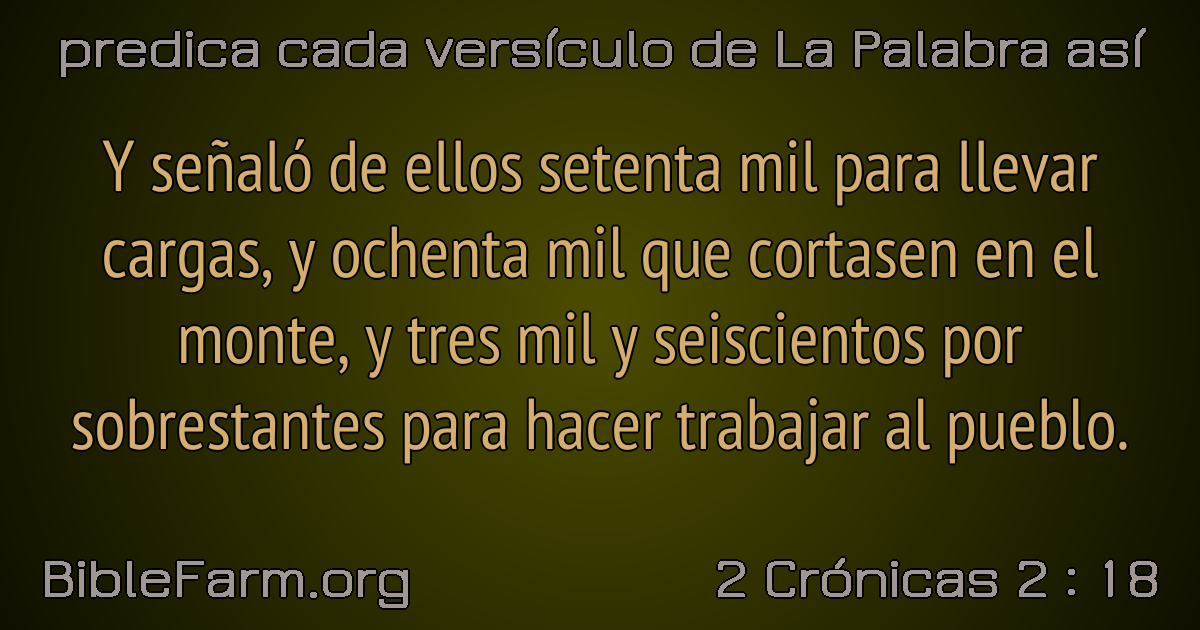 predica cada versículo de La Palabra así
Y señaló de ellos setenta mil para llevar
cargas, y ochenta mil que cortasen en el
monte, y tres mil y seiscientos por
sobrestantes para hacer trabajar al pueblo.
BibleFarm.org
2 Crónicas 2 : 18